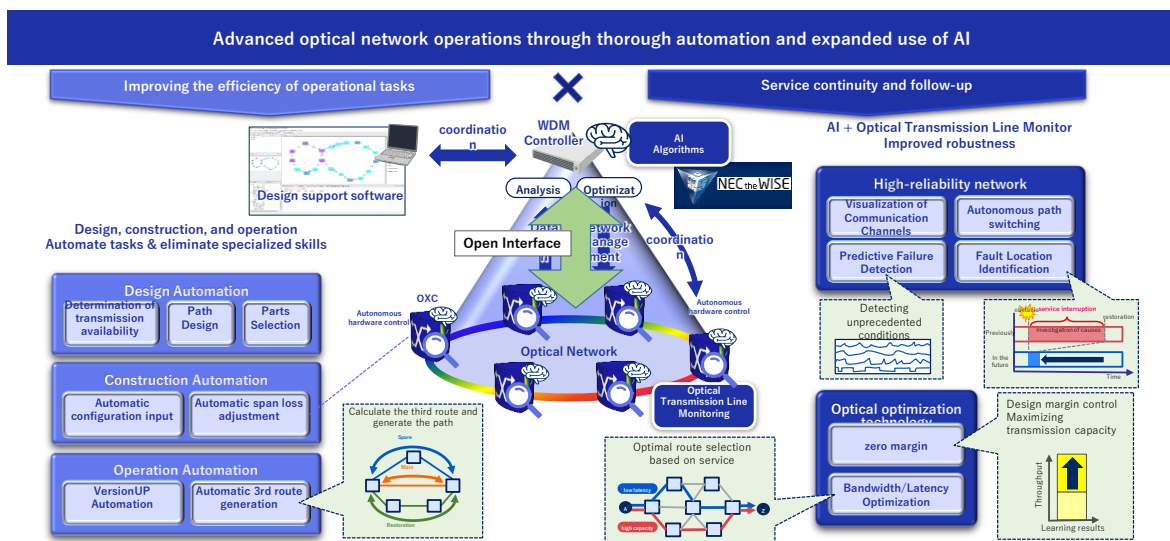 Advanced optical network operations through thorough automation and expanded use of AI
Improving the efficiency of operational tasks
Service continuity and follow-up
coordinatio
n
WDM
Controller
AI
Algorithms
NEC the WISE
Design support software
Analysis
Optimizat
ion
Open Interface
coordinatio
n
Design, construction, and operation
Automate tasks & eliminate specialized skills
Design Automation
Determination of
transmission
availability
Path
Design
Parts
Selection
Construction Automation
Automatic
configuration input
Automatic span loss
adjustment
Operation Automation
VersionUP
Automation
Automatic 3rd route
generation
OXC
Autonomous
hardware control
Autonomous
hardware control
Optical Network
Optical
Transmission Line
Monitoring
Calculate the third route and
generate the path
Spare
Main
Restoration
Optimal route selection
based on service
low latency
A
Z
high capacity
AI + Optical Transmission Line Monitor
Improved robustness
High-reliability network
Visualization of
Communication
Channels
Autonomous path
switching
Predictive Failure
Detection
Fault Location
Identification
Detecting
unprecedented
conditions
service interruption
restoration
Previously
Investigation of causes
In the
future
Time
Optical optimization
technology
zero margin
Bandwidth/Latency
Optimization
Design margin control
Maximizing
transmission capacity
Throughput
Learning results